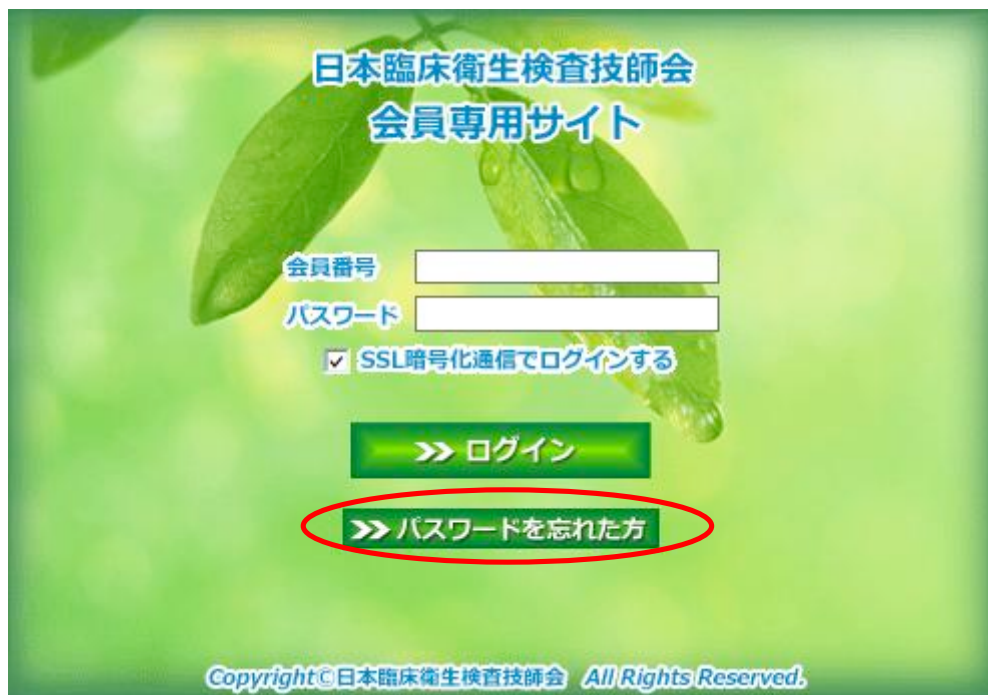 日本臨床衛生検査技師会
会員専用サイト
会員番号
パスワード
SSL暗号化通信でログインする
>> ログイン
>> パスワードを忘れた方
Copyright©日本臨床衛生検査技師会 All Rights Reserved.